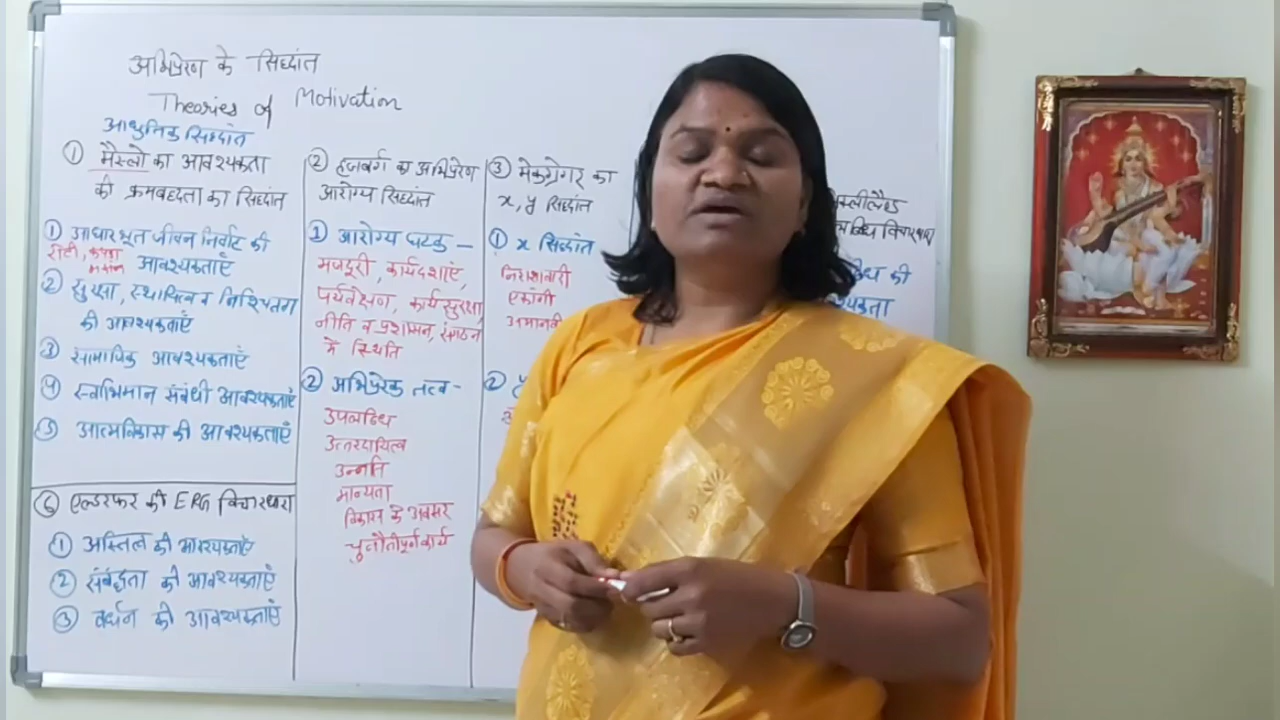 अभिप्रेरण के सिद्धांत
Theories of Motivation
आधुनिक सिद्धांत
① मैस्लो का आवश्यकता
की क्रमबद्धता का सिद्धांत
① आधारभूत जीवन निर्वाह की
रोटी, कपड़ा मकान आवश्यकताएँ
② सुरक्षा, स्थायित्व व निश्चितता
की आवश्यकताएँ
③ सामाजिक आवश्यकताएँ
④ स्वाभिमान संबंधी आवश्यकताएँ
⑤ आत्मविकास की आवश्यकताएँ
⑥ एल्डरफर की ERG विचारधारा
① अस्तित्व की आवश्यकताएँ
② संबंद्धता की आवश्यकताएँ
③ वर्धन की आवश्यकताएँ
② हर्जबर्ग का अभिप्रेरण
आरोग्य सिद्धांत
① आरोग्य घटक –
मजदूरी, कार्यदशाएं,
पर्यवेक्षण, कार्य सुरक्षा
नीति व प्रशासन, संगठन
में स्थिति
② अभिप्रेरक तत्व -
उपलब्धि
उत्तरदायित्व
उन्नति
मान्यता
विकास के अवसर
चुनौतीपूर्ण कार्य
③ मेकग्रेगर का
x, y सिद्धांत
① x सिद्धांत
निराशावादी
एकांगी
②